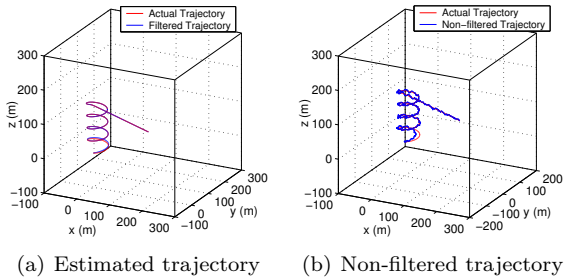 Actual Trajectory
Filtered Trajectory
300
200
100
0
−100
z (m)
−100
0
100
200
300
x (m)
−100
0
100
200
300
y (m)
(a) Estimated trajectory
Actual Trajectory
Non-filtered Trajectory
300
200
100
0
−100
z (m)
−100
0
100
200
300
x (m)
−200
−100
0
100
200
y (m)
(b) Non-filtered trajectory